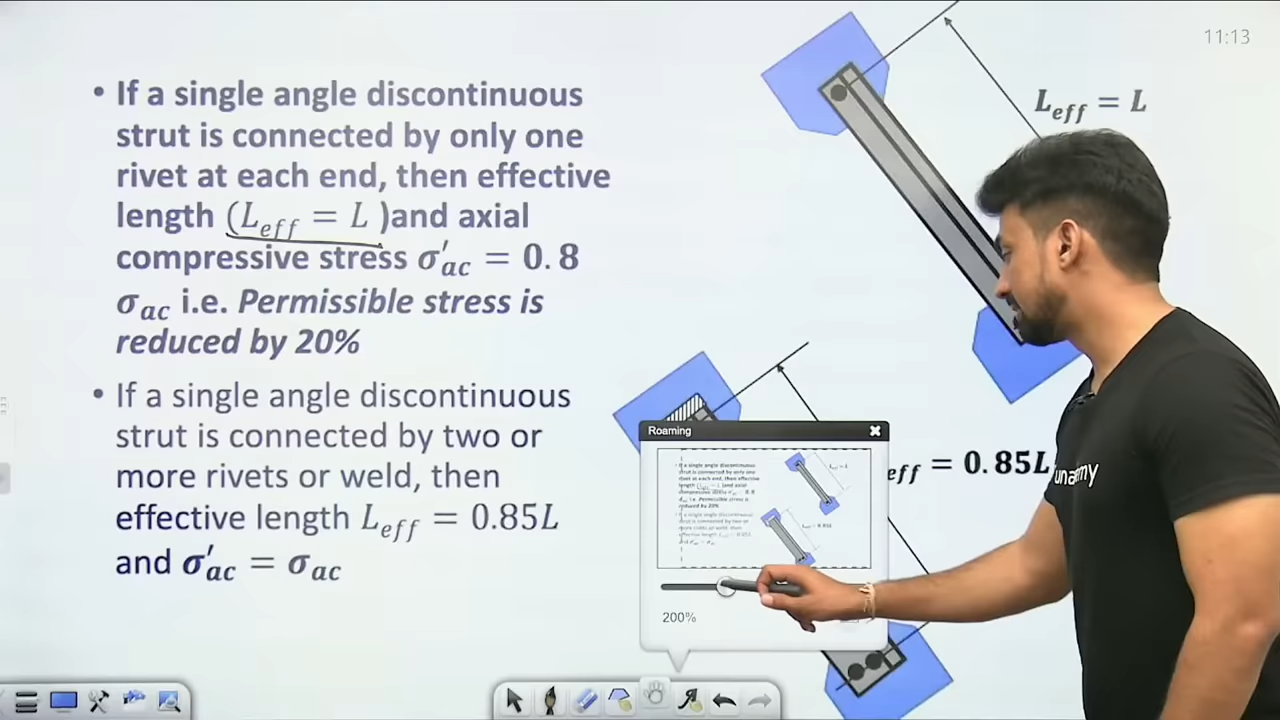 11:13
• If a single angle discontinuous
strut is connected by only one
rivet at each end, then effective
length (L_eff = L )and axial
compressive stress σ′_ac = 0.8
σ_ac i.e. Permissible stress is
reduced by 20%
• If a single angle discontinuous
strut is connected by two or
more rivets or weld, then
effective length L_eff = 0.85L
and σ′_ac = σ_ac
L_eff = L
eff = 0.85L
Roaming
200%